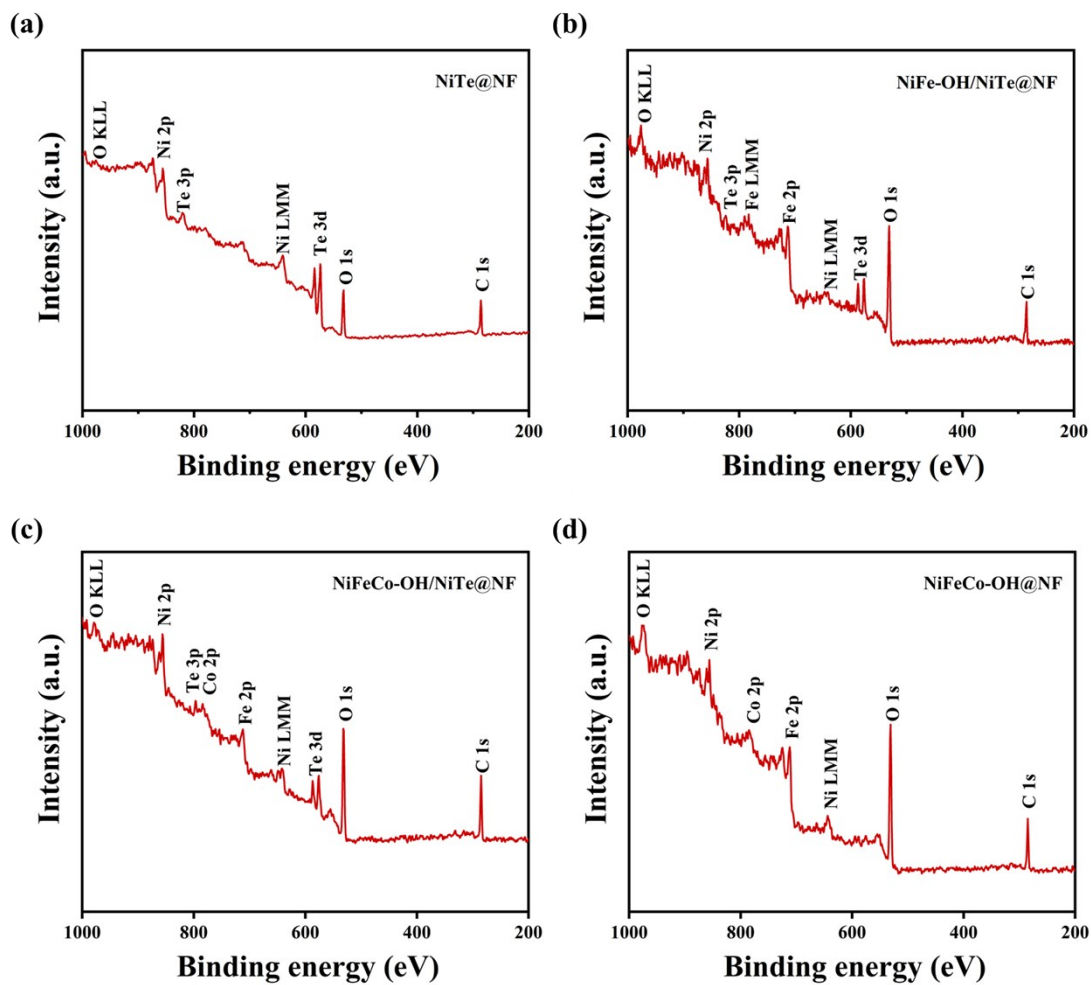 (a)
NiTe@NF
O KLL
Ni 2p
Te 3p
Ni LMM
Te 3d
O 1s
C 1s
Intensity (a.u.)
1000 800 600 400 200
Binding energy (eV)
(b)
NiFe-OH/NiTe@NF
O KLL
Ni 2p
Te 3p
Fe LMM
Fe 2p
Ni LMM
Te 3d
O 1s
C 1s
Intensity (a.u.)
1000 800 600 400 200
Binding energy (eV)
(c)
NiFeCo-OH/NiTe@NF
O KLL
Ni 2p
Te 3p
Co 2p
Fe 2p
Ni LMM
Te 3d
O 1s
C 1s
Intensity (a.u.)
1000 800 600 400 200
Binding energy (eV)
(d)
NiFeCo-OH@NF
O KLL
Ni 2p
Co 2p
Fe 2p
Ni LMM
O 1s
C 1s
Intensity (a.u.)
1000 800 600 400 200
Binding energy (eV)